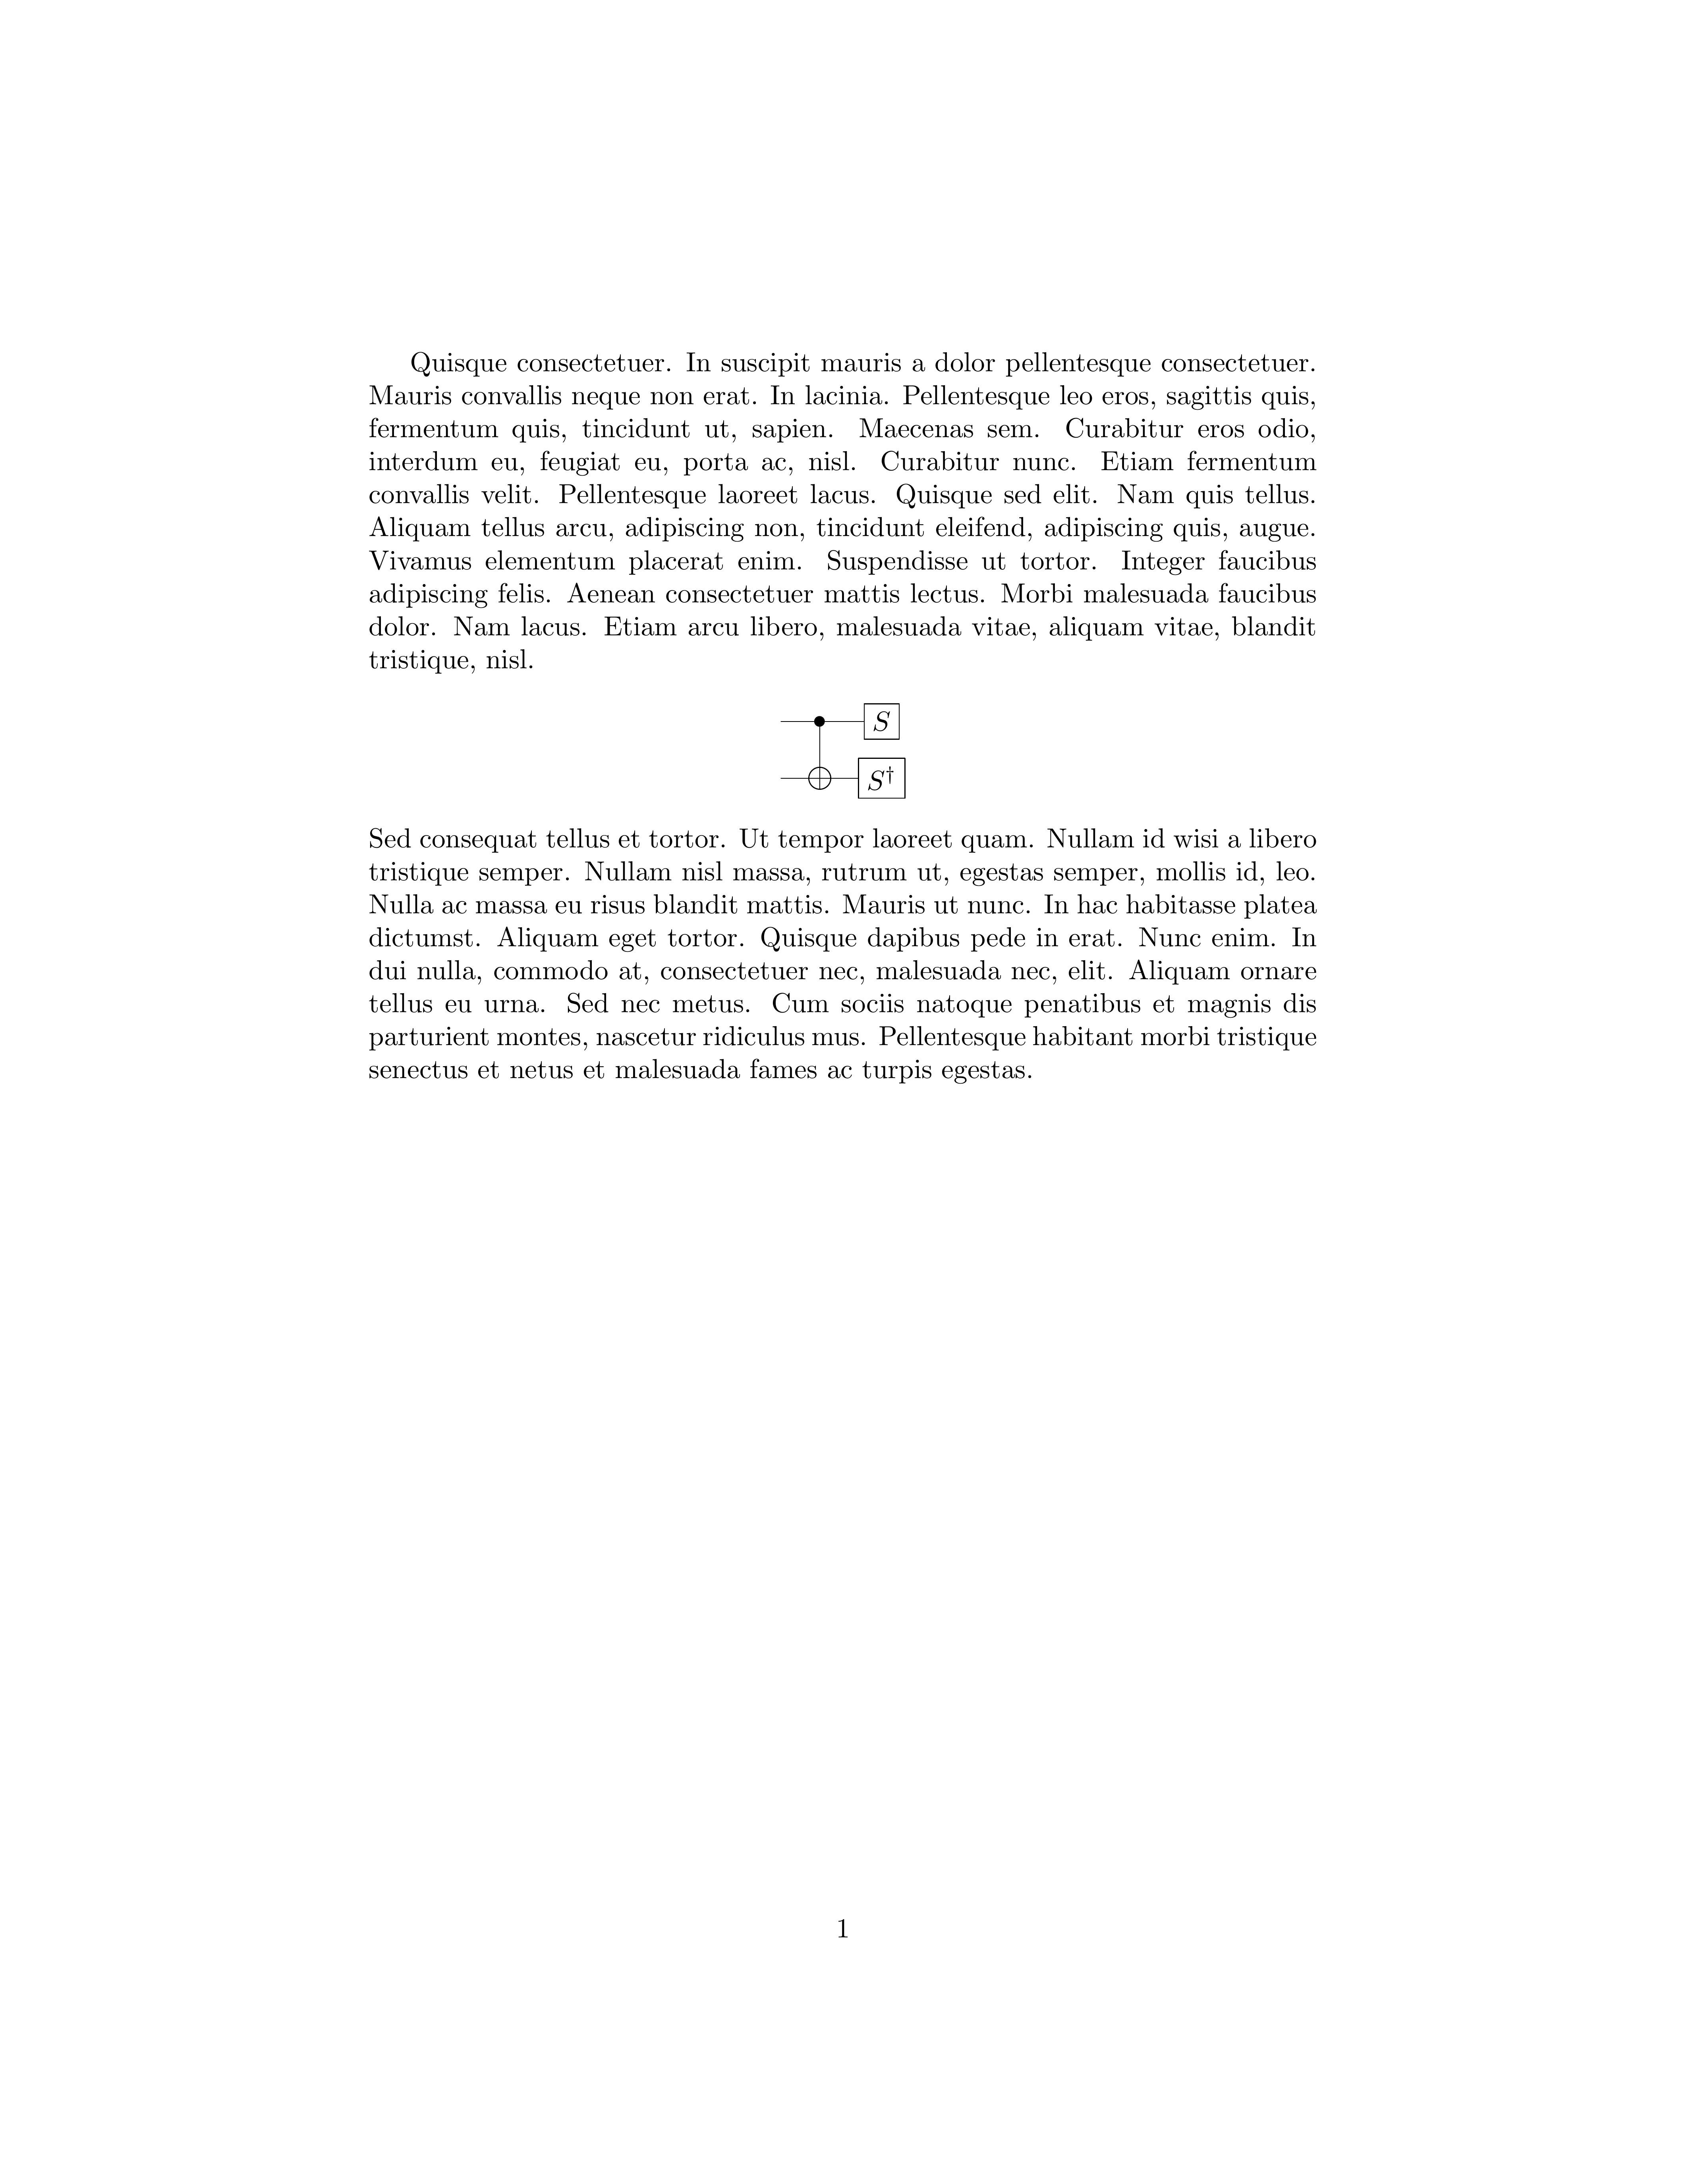 Quisque consectetuer. In suscipit mauris a dolor pellentesque consectetuer.
Mauris convallis neque non erat. In lacinia. Pellentesque leo eros, sagittis quis,
fermentum quis, tincidunt ut, sapien. Maecenas sem. Curabitur eros odio,
interdum eu, feugiat eu, porta ac, nisl. Curabitur nunc. Etiam fermentum
convallis velit. Pellentesque laoreet lacus. Quisque sed elit. Nam quis tellus.
Aliquam tellus arcu, adipiscing non, tincidunt eleifend, adipiscing quis, augue.
Vivamus elementum placerat enim. Suspendisse ut tortor. Integer faucibus
adipiscing felis. Aenean consectetuer mattis lectus. Morbi malesuada faucibus
dolor. Nam lacus. Etiam arcu libero, malesuada vitae, aliquam vitae, blandit
tristique, nisl.
S
S†
Sed consequat tellus et tortor. Ut tempor laoreet quam. Nullam id wisi a libero
tristique semper. Nullam nisl massa, rutrum ut, egestas semper, mollis id, leo.
Nulla ac massa eu risus blandit mattis. Mauris ut nunc. In hac habitasse platea
dictumst. Aliquam eget tortor. Quisque dapibus pede in erat. Nunc enim. In
dui nulla, commodo at, consectetuer nec, malesuada nec, elit. Aliquam ornare
tellus eu urna. Sed nec metus. Cum sociis natoque penatibus et magnis dis
parturient montes, nascetur ridiculus mus. Pellentesque habitant morbi tristique
senectus et netus et malesuada fames ac turpis egestas.
1